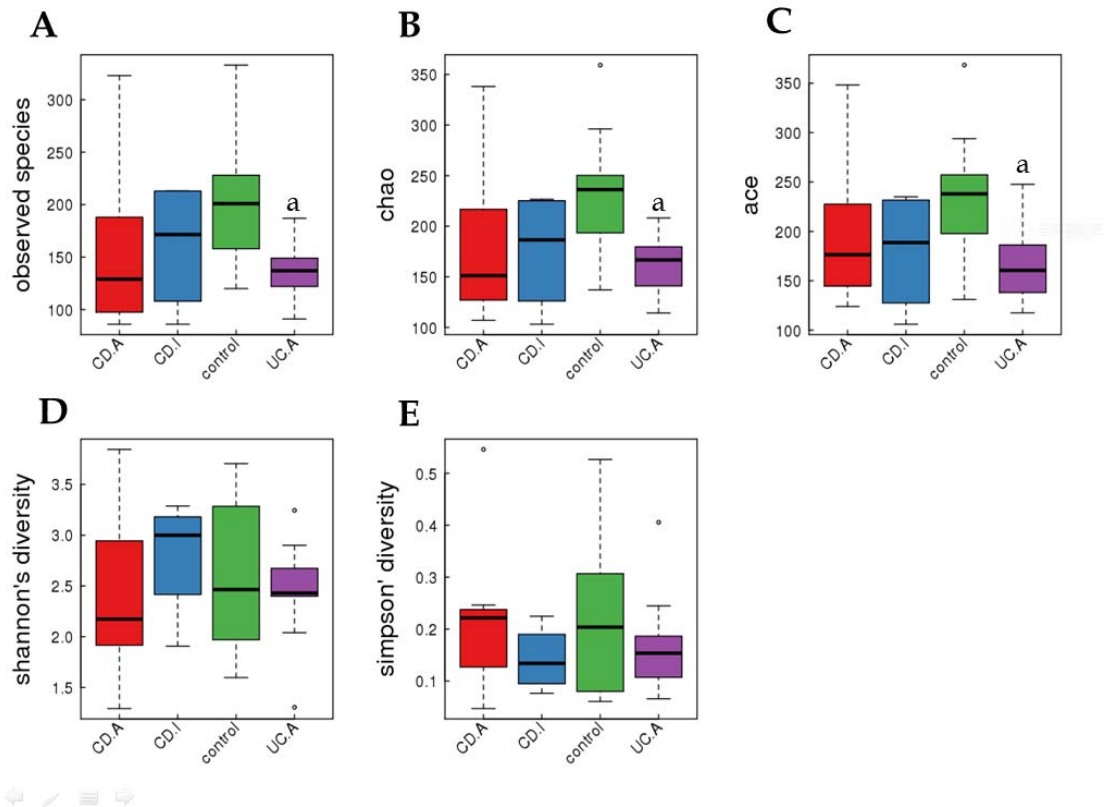 A
observed species
300
250
200
150
100
a
CD.A
CD.I
control
UC.A
B
chao
350
300
250
200
150
100
a
CD.A
CD.I
control
UC.A
C
ace
350
300
250
200
150
100
a
CD.A
CD.I
control
UC.A
D
shannon's diversity
3.5
3.0
2.5
2.0
1.5
CD.A
CD.I
control
UC.A
E
simpson' diversity
0.5
0.4
0.3
0.2
0.1
CD.A
CD.I
control
UC.A